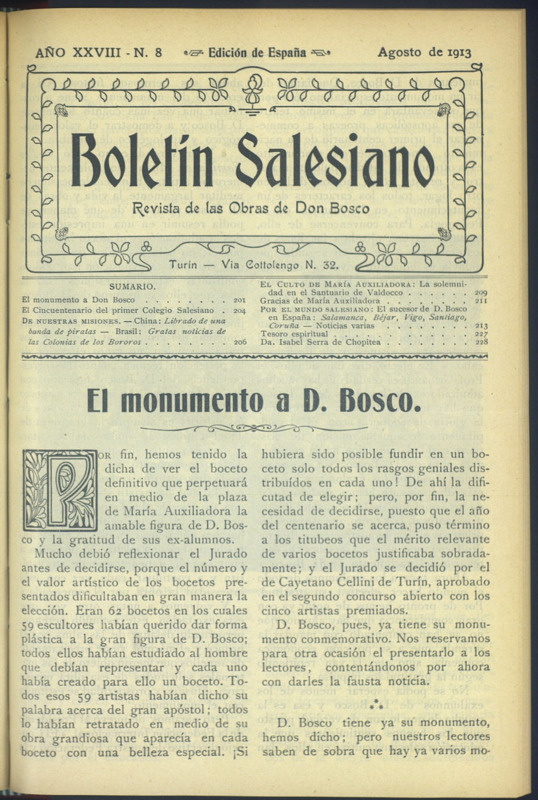 AÑO XXVIII - N. 8 Edición de España Agosto de 1913
Boletín Salesiano
Revista de las Obras de Don Bosco
Turín — Via Cottolengo N. 32.
SUMARIO.
El monumento a Don Bosco . . . . . . . . 201
El Cincuentenario del primer Colegio Salesiano . 204
DE NUESTRAS MISIONES. — China: Librado de una
banda de piratas — Brasil: Gratas noticias de
las Colonias de los Bororos . . . . . . . . 206
EL CULTO DE MARÍA AUXILIADORA: La solemni-
dad en el Santuario de Valdocco . . . . . . 209
Gracias de María Auxiliadora . . . . . . . 211
POR EL MUNDO SALESIANO: El sucesor de D. Bosco
en España: Salamanca, Béjar, Vigo, Santiago,
Coruña — Noticias varias . . . . . . . . 213
Tesoro espiritual . . . . . . . . . . 227
Da. Isabel Serra de Chopitea . . . . . . . 228
El monumento a D. Bosco.
POR fin, hemos tenido la
dicha de ver el boceto
definitivo que perpetuará
en medio de la plaza
de María Auxiliadora la
amable figura de D. Bos-
co y la gratitud de sus ex-alumnos.
Mucho debió reflexionar el Jurado
antes de decidirse, porque el número y
el valor artístico de los bocetos pre-
sentados dificultaban en gran manera la
elección. Eran 62 bocetos en los cuales
59 escultores habían querido dar forma
plástica a la gran figura de D. Bosco;
todos ellos habían estudiado al hombre
que debían representar y cada uno
había creado para ello un boceto. To-
dos esos 59 artistas habían dicho su
palabra acerca del gran apóstol; todos
lo habían retratado en medio de su
obra grandiosa que aparecía en cada
boceto con una belleza especial. ¡Si
hubiera sido posible fundir en un bo-
ceto solo todos los rasgos geniales dis-
tribuídos en cada uno! De ahí la difi-
cutad de elegir; pero, por fin, la ne-
cesidad de decidirse, puesto que el año
del centenario se acerca, puso término
a los titubeos que el mérito relevante
de varios bocetos justificaba sobrada-
mente; y el Jurado se decidió por el
de Cayetano Cellini de Turín, aprobado
en el segundo concurso abierto con los
cinco artistas premiados.
D. Bosco, pues, ya tiene su monu-
mento conmemorativo. Nos reservamos
para otra ocasión el presentarlo a los
lectores, contentándonos por ahora
con darles la fausta noticia.
D. Bosco tiene ya su monumento,
hemos dicho; pero nuestros lectores
saben de sobra que hay ya varios mo-